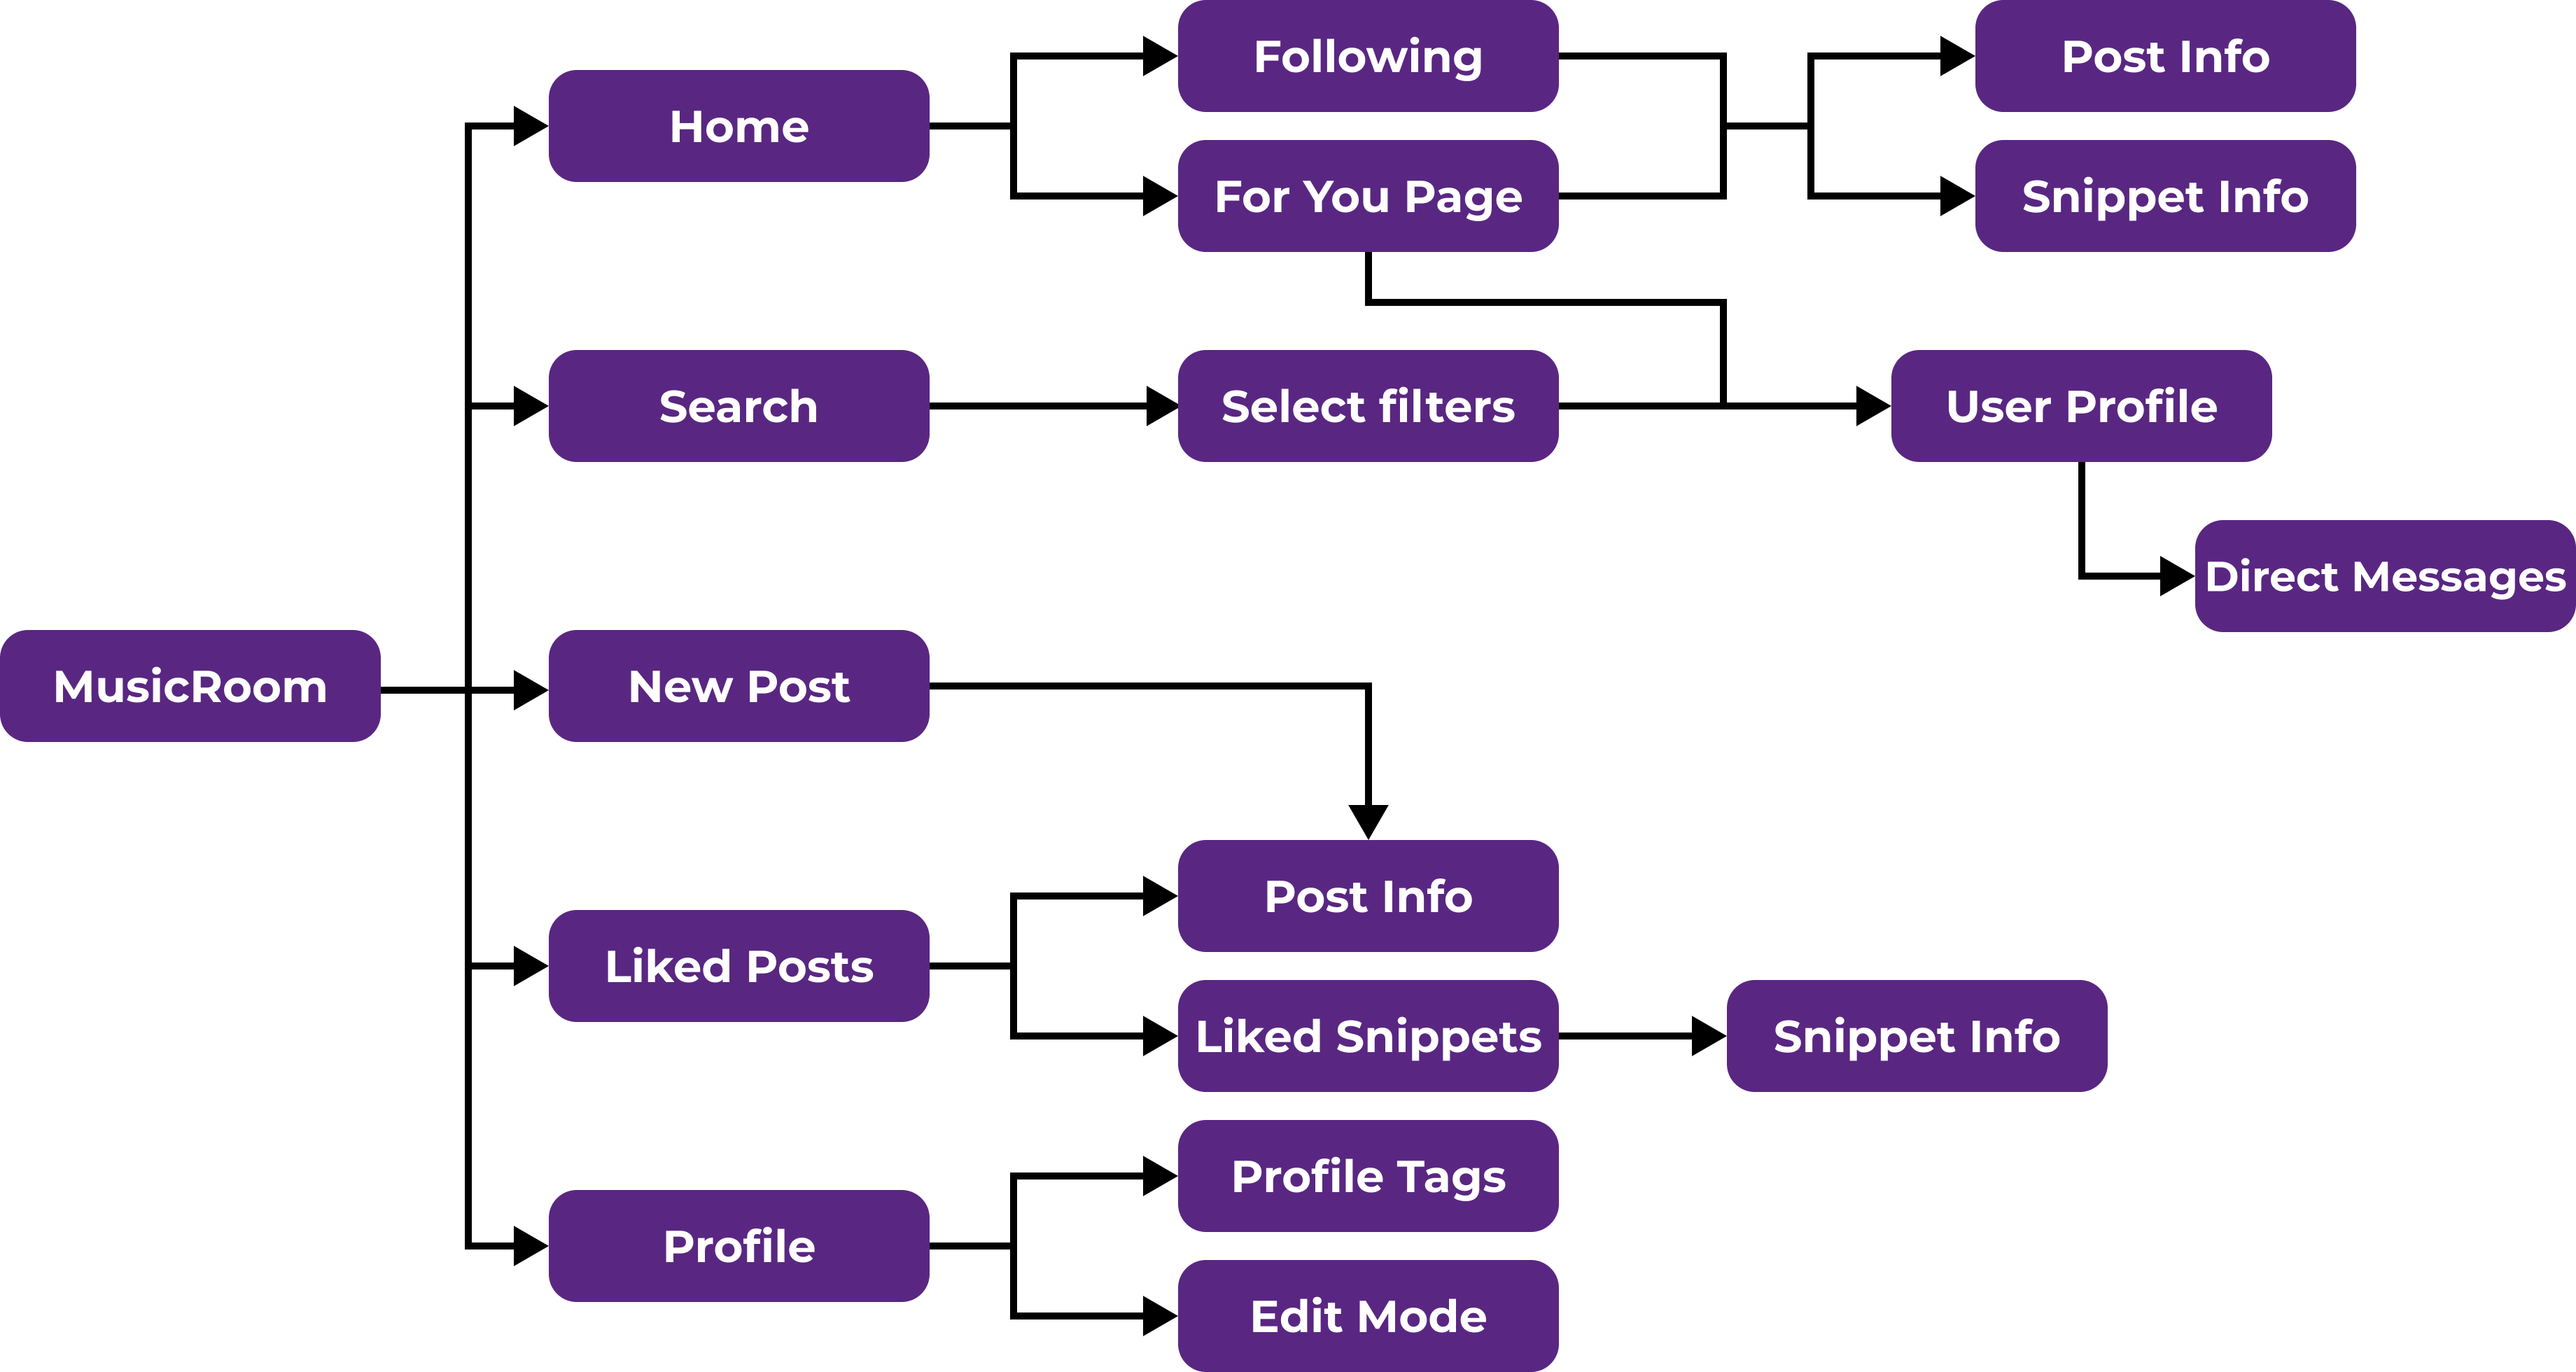 Following
Post Info
Home
For You Page
Snippet Info
Search
Select filters
User Profile
Direct Messages
MusicRoom
New Post
Post Info
Liked Posts
Liked Snippets
Snippet Info
Profile Tags
Profile
Edit Mode